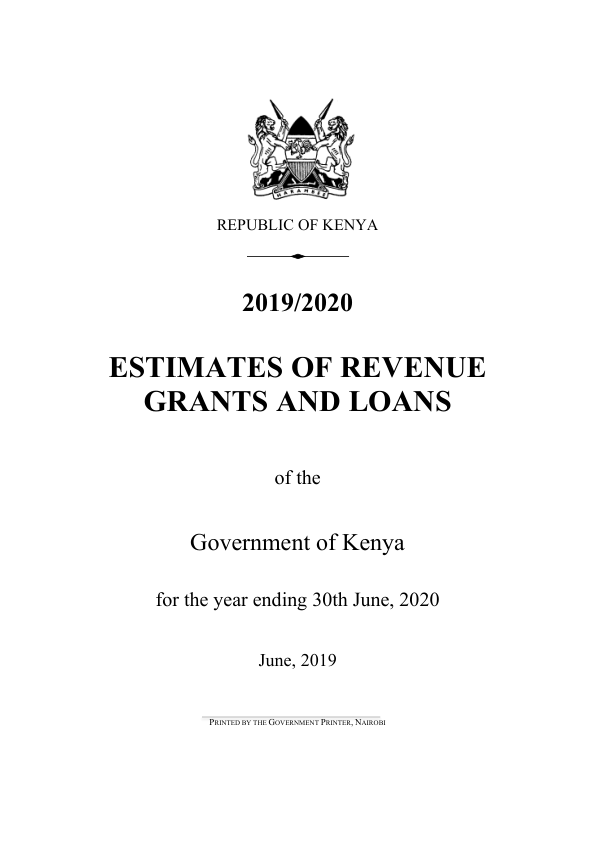 HARAMBEE
REPUBLIC OF KENYA
2019/2020
ESTIMATES OF REVENUE
GRANTS AND LOANS
of the
Government of Kenya
for the year ending 30th June, 2020
June, 2019
PRINTED BY THE GOVERNMENT PRINTER, NAIROBI